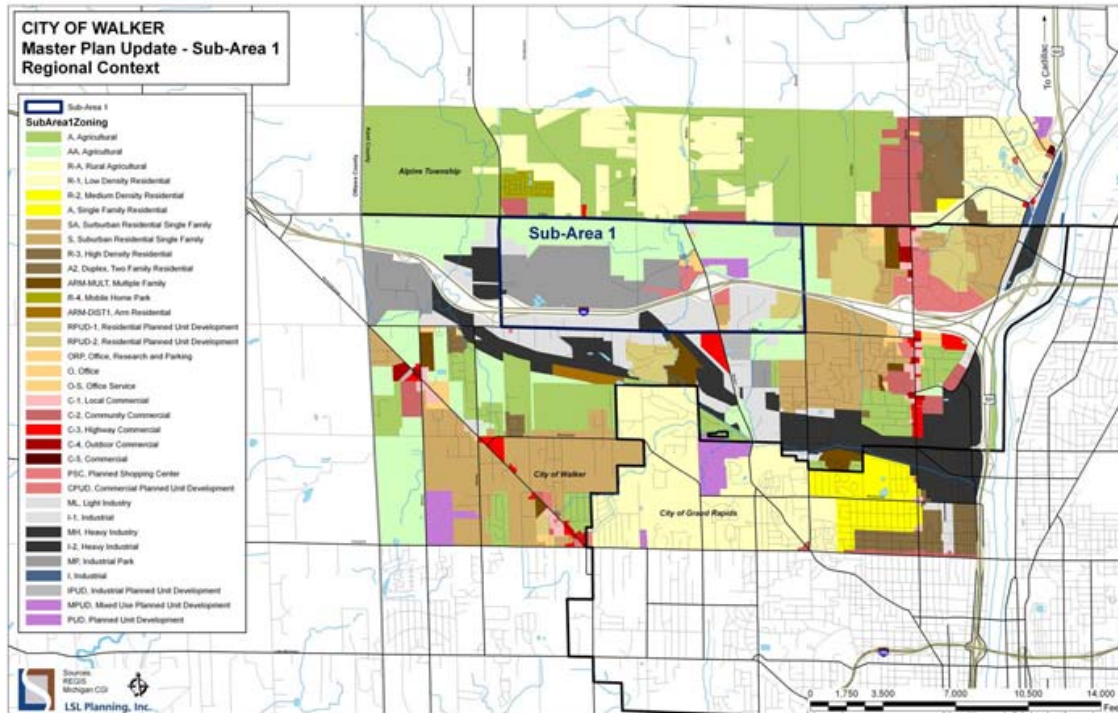 CITY OF WALKER
Master Plan Update - Sub-Area 1
Regional Context
Sub-Area 1
SubArea1Zoning
A, Agricultural
AA, Agricultural
R-A, Rural Agricultural
R-1, Low Density Residential
R-2, Medium Density Residential
A, Single Family Residential
SA, Surburban Residential Single Family
S, Suburban Residential Single Family
R-3, High Density Residential
A2, Duplex, Two Family Residential
ARM-MULT, Multiple Family
R-4, Mobile Home Park
ARM-DIST1, Arm Residential
RPUD-1, Residential Planned Unit Development
RPUD-2, Residential Planned Unit Development
ORP, Office, Research and Parking
O, Office
O-S, Office Service
C-1, Local Commercial
C-2, Community Commercial
C-3, Highway Commercial
C-4, Outdoor Commercial
C-5, Commercial
PSC, Planned Shopping Center
CPUD, Commercial Planned Unit Development
ML, Light Industry
I-1, Industrial
MH, Heavy Industry
I-2, Heavy Industrial
MP, Industrial Park
I, Industrial
IPUD, Industrial Planned Unit Development
MPUD, Mixed Use Planned Unit Development
PUD, Planned Unit Development
Sources
REGIS
Michigan CGI
LSL Planning, Inc.
To Cadillac
Ottawa County
Kent County
Alpine Township
Sub-Area 1
City of Walker
City of Grand Rapids
0 1,750 3,500 7,000 10,500 14,000
Feet